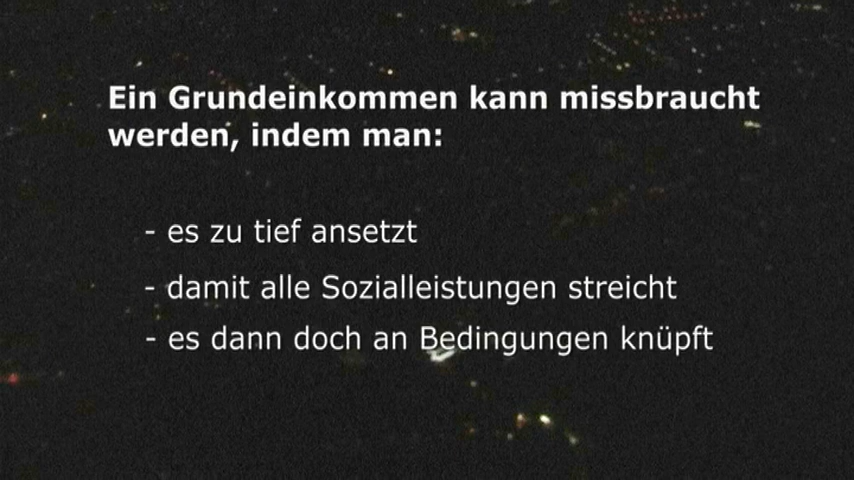 Ein Grundeinkommen kann missbraucht
werden, indem man:
- es zu tief ansetzt
- damit alle Sozialleistungen streicht
- es dann doch an Bedingungen knüpft